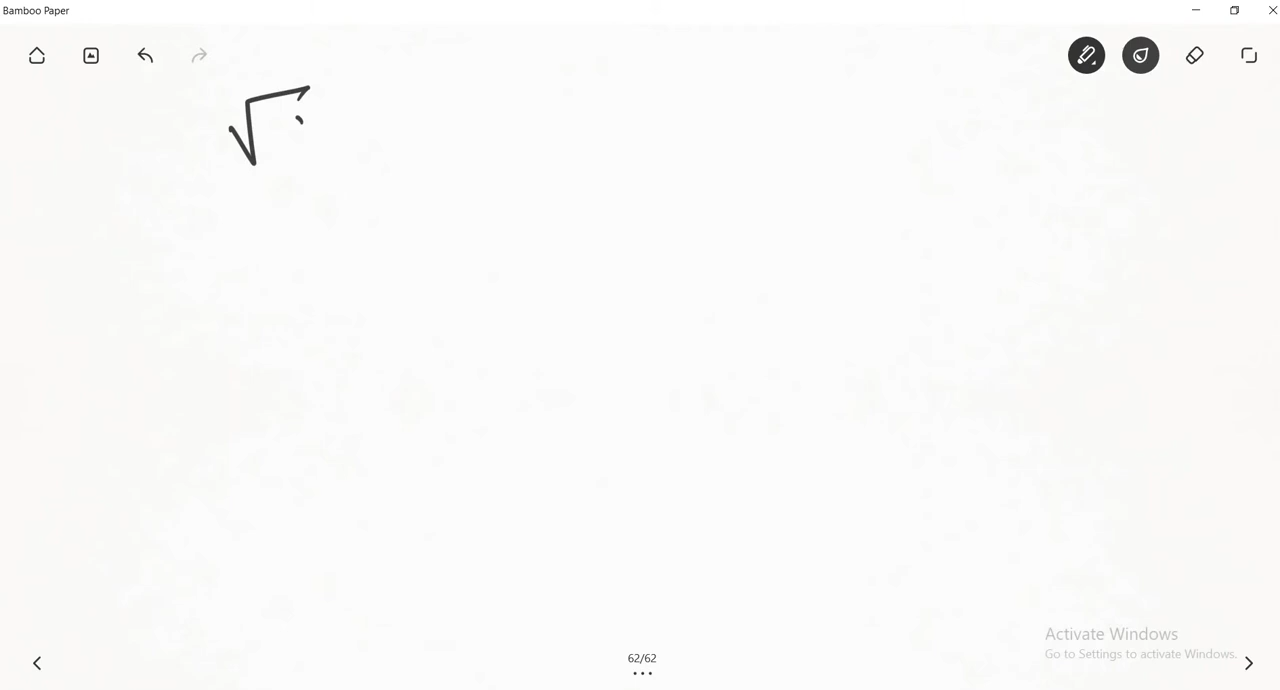 Bamboo Paper
√
62/62
Activate Windows
Go to Settings to activate Windows.